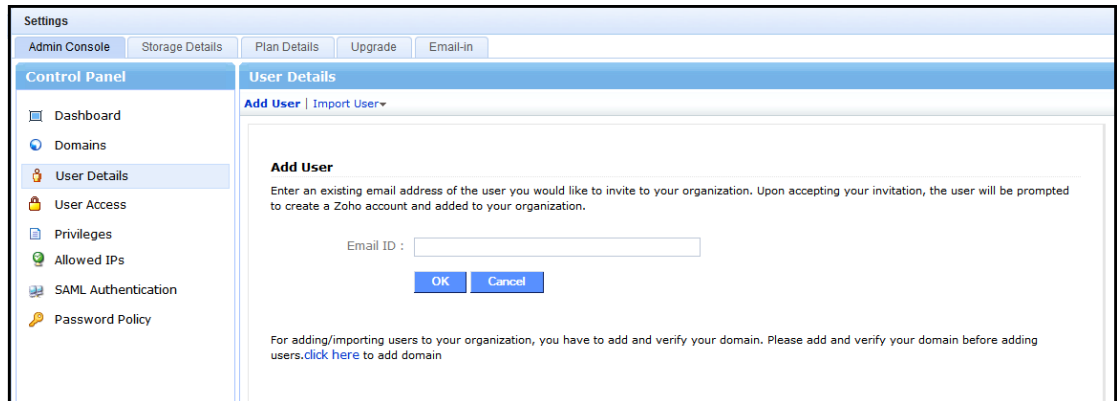 Settings
Admin Console Storage Details Plan Details Upgrade Email-in
Control Panel
Dashboard
Domains
User Details
User Access
Privileges
Allowed IPs
SAML Authentication
Password Policy
User Details
Add User | Import User
Add User
Enter an existing email address of the user you would like to invite to your organization. Upon accepting your invitation, the user will be prompted
to create a Zoho account and added to your organization.
Email ID :
OK Cancel
For adding/importing users to your organization, you have to add and verify your domain. Please add and verify your domain before adding
users.click here to add domain